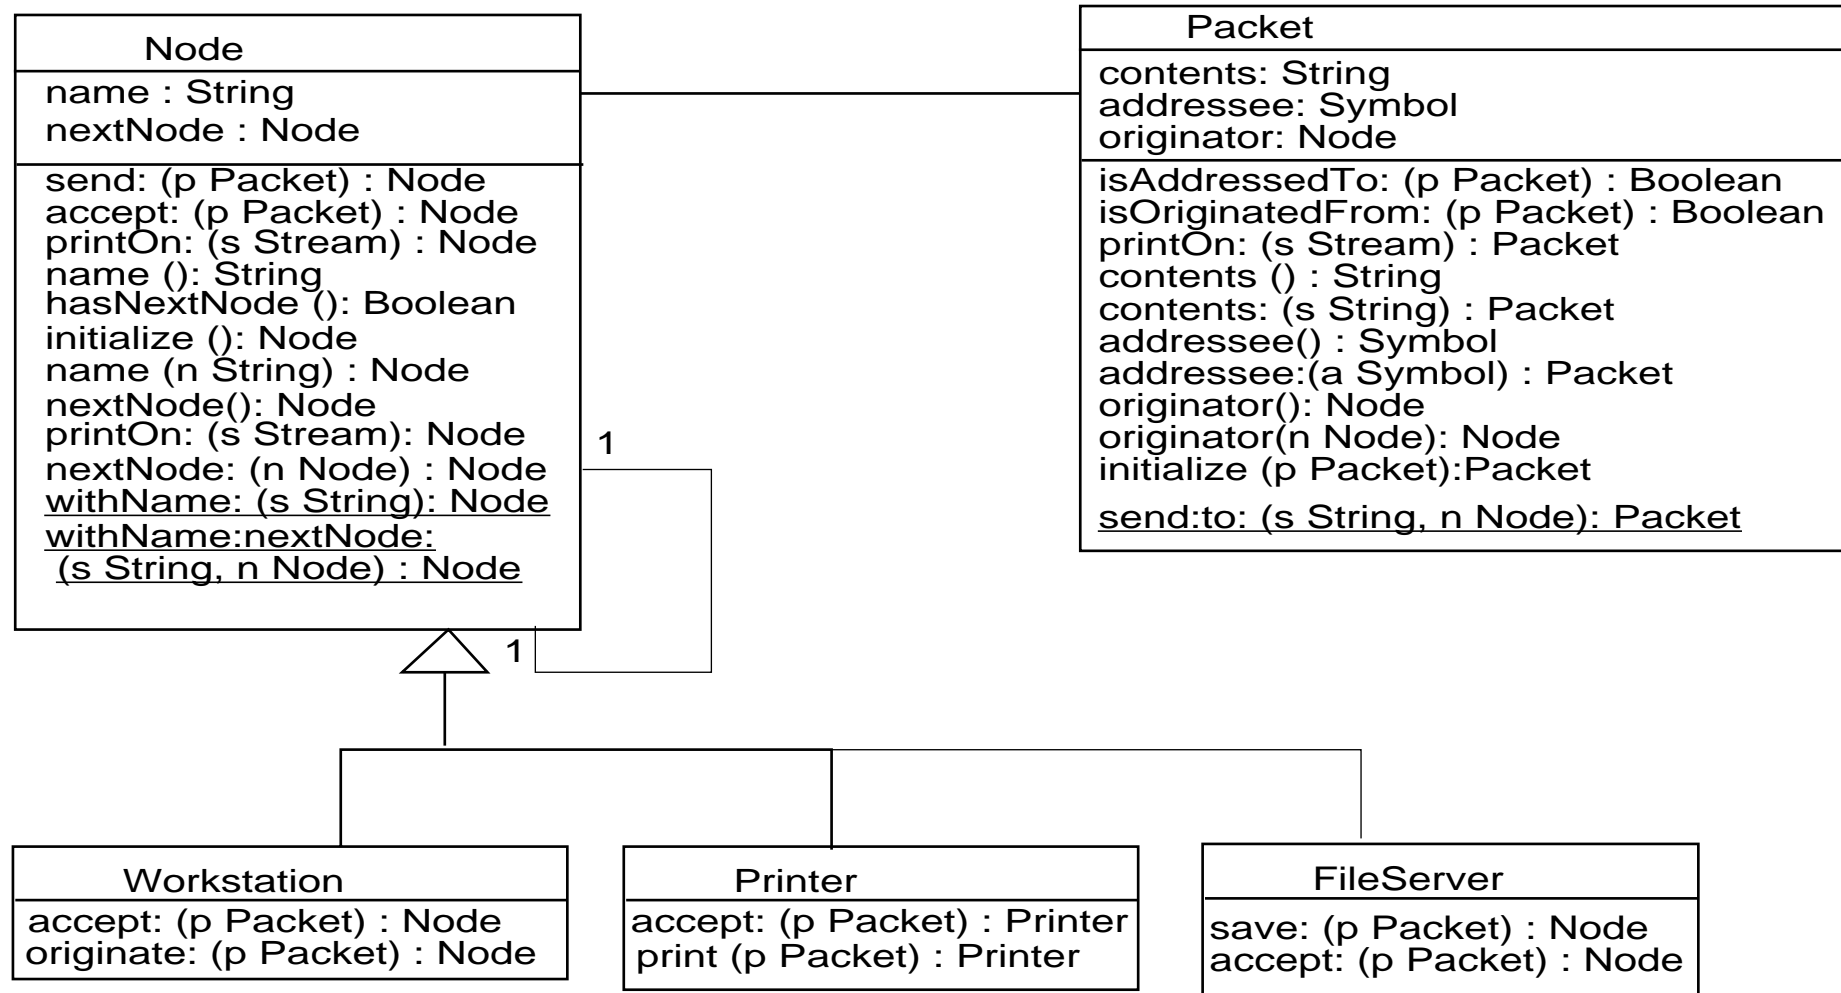 Node
name : String
nextNode : Node
send: (p Packet) : Node
accept: (p Packet) : Node
printOn: (s Stream) : Node
name (): String
hasNextNode (): Boolean
initialize (): Node
name (n String) : Node
nextNode(): Node
printOn: (s Stream): Node
nextNode: (n Node) : Node
withName: (s String): Node
withName:nextNode:
(s String, n Node) : Node
1
1
Packet
contents: String
addressee: Symbol
originator: Node
isAddressedTo: (p Packet) : Boolean
isOriginatedFrom: (p Packet) : Boolean
printOn: (s Stream) : Packet
contents () : String
contents: (s String) : Packet
addressee() : Symbol
addressee:(a Symbol) : Packet
originator(): Node
originator(n Node): Node
initialize (p Packet):Packet
send:to: (s String, n Node): Packet
Workstation
accept: (p Packet) : Node
originate: (p Packet) : Node
Printer
accept: (p Packet) : Printer
print (p Packet) : Printer
FileServer
save: (p Packet) : Node
accept: (p Packet) : Node